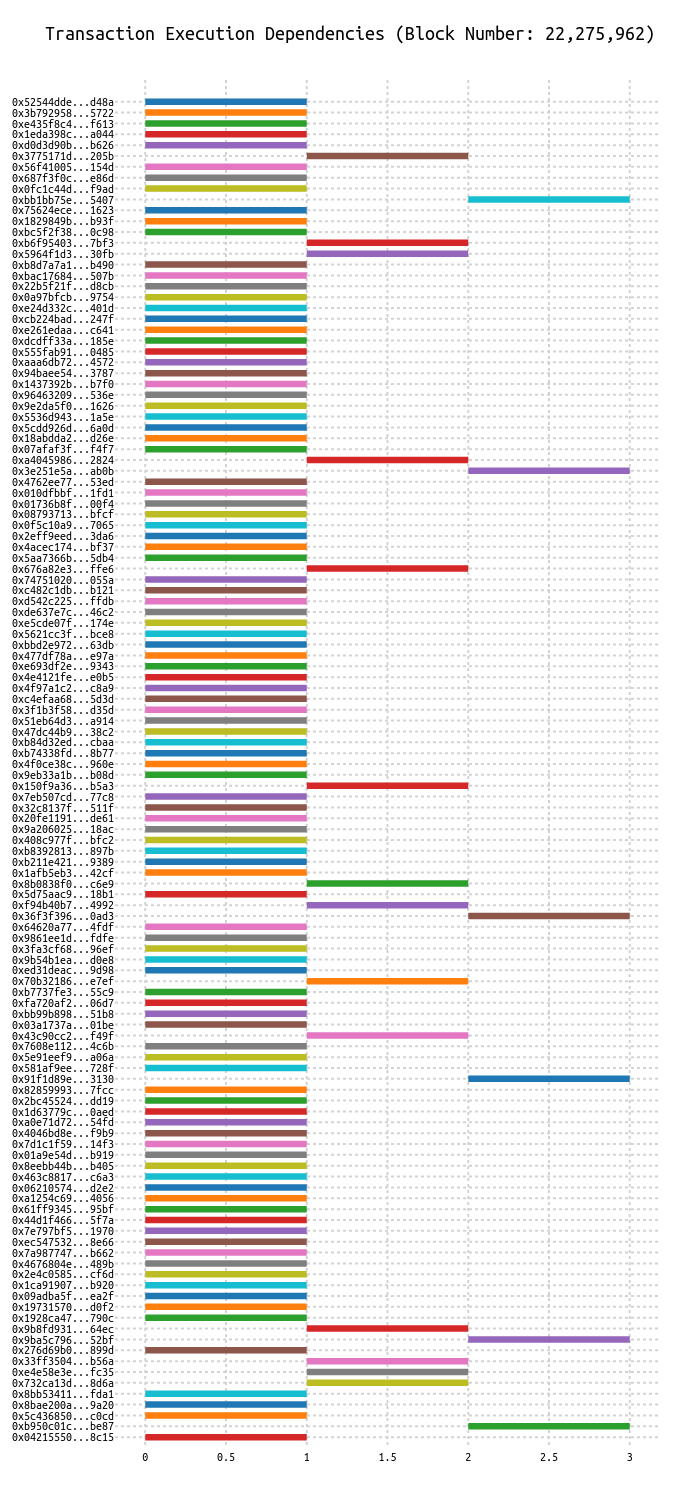 Transaction Execution Dependencies (Block Number: 22,275,962)
0x52544dde...d48a
0x3b792958...5722
0xe435f8c4...f613
0x1eda398c...a044
0xd0d3d90b...b626
0x3775171d...205b
0x56f41005...154d
0x687f3f0c...e86d
0x0fc1c44d...f9ad
0xbb1bb75e...5407
0x75624ece...1623
0x1829849b...b93f
0xbc5f2f38...0c98
0xb6f95403...7bf3
0x5964f1d3...30fb
0xb8d7a7a1...b490
0xbac17684...507b
0x22b5f21f...d8cb
0x0a97bfcb...9754
0xe24d332c...401d
0xcb224bad...247f
0xe261edaa...c641
0xdcdff33a...185e
0x555fab91...0485
0xaaa6db72...4572
0x94baee54...3787
0x1437392b...b7f0
0x96463209...536e
0x9e2da5f0...1626
0x5536d943...1a5e
0x5cdd926d...6a0d
0x18abdda2...d26e
0x07afaf3f...f4f7
0xa4045986...2824
0x3e251e5a...ab0b
0x4762ee77...53ed
0x010dfbbf...1fd1
0x01736b8f...00f4
0x08793713...bfcf
0x0f5c10a9...7065
0x2eff9eed...3da6
0x4acec174...bf37
0x5aa7366b...5db4
0x676a82e3...ffe6
0x74751020...055a
0xc482c1db...b121
0xd542c225...ffdb
0xde637e7c...46c2
0xe5cde07f...174e
0x5621cc3f...bce8
0xbbd2e972...63db
0x477df78a...e97a
0xe693df2e...9343
0x4e4121fe...e0b5
0x4f97a1c2...c8a9
0xc4efaa68...5d3d
0x3f1b3f58...d35d
0x51eb64d3...a914
0x47dc44b9...38c2
0xb84d32ed...cbaa
0xb74338fd...8b77
0x4f0ce38c...960e
0x9eb33a1b...b08d
0x150f9a36...b5a3
0x7eb507cd...77c8
0x32c8137f...511f
0x20fe1191...de61
0x9a206025...18ac
0x408c977f...bfc2
0xb8392813...897b
0xb211e421...9389
0x1afb5eb3...42cf
0x8b0838f0...c6e9
0x5d75aac9...18b1
0xf94b40b7...4992
0x36f3f396...0ad3
0x64620a77...4fdf
0x9861ee1d...fdfe
0x3fa3cf68...96ef
0x9b54b1ea...d0e8
0xed31deac...9d98
0x70b32186...e7ef
0xb7737fe3...55c9
0xfa720af2...06d7
0xbb99b898...51b8
0x03a1737a...01be
0x43c90cc2...f49f
0x7608e112...4c6b
0x5e91eef9...a06a
0x581af9ee...728f
0x91f1d89e...3130
0x82859993...7fcc
0x2bc45524...dd19
0x1d63779c...0aed
0xa0e71d72...54fd
0x4046bd8e...f9b9
0x7d1c1f59...14f3
0x01a9e54d...b919
0x8eebb44b...b405
0x463c8817...c6a3
0x06210574...d2e2
0xa1254c69...4056
0x61ff9345...95bf
0x44d1f466...5f7a
0x7e797bf5...1970
0xec547532...8e66
0x7a987747...b662
0x4676804e...489b
0x2e4c0585...cf6d
0x1ca91907...b920
0x09adba5f...ea2f
0x19731570...d0f2
0x1928ca47...790c
0x9b8fd931...64ec
0x9ba5c796...52bf
0x276d69b0...899d
0x33ff3504...b56a
0xe4e58e3e...fc35
0x732ca13d...8d6a
0x8bb53411...fda1
0x8bae200a...9a20
0x5c436850...c0cd
0xb950c01c...be87
0x04215550...8c15
0 0.5 1 1.5 2 2.5 3